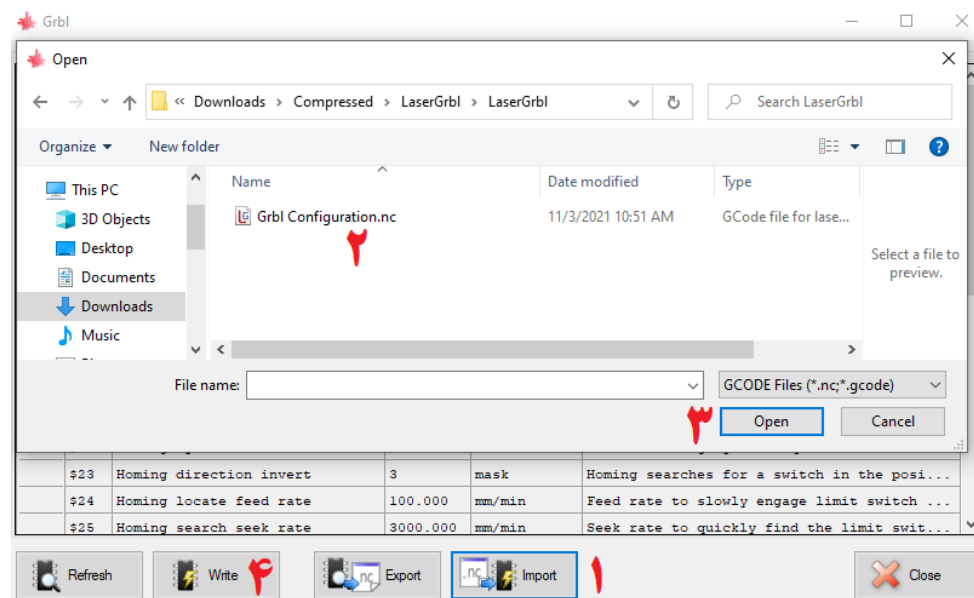 Grbl
Open
« Downloads › Compressed › LaserGrbl › LaserGrbl
Search LaserGrbl
Organize
New folder
Name
Date modified
Type
This PC
3D Objects
Desktop
Documents
Downloads
Music
Grbl Configuration.nc
11/3/2021 10:51 AM
GCode file for lase...
۲
Select a file to
preview.
File name:
GCODE Files (*.nc;*.gcode)
۳
Open
Cancel
$23 Homing direction invert 3 mask Homing searches for a switch in the posi...
$24 Homing locate feed rate 100.000 mm/min Feed rate to slowly engage limit switch ...
$25 Homing search seek rate 3000.000 mm/min Seek rate to quickly find the limit swit...
Refresh
Write
۴
.nc
Export
.nc
Import
۱
Close